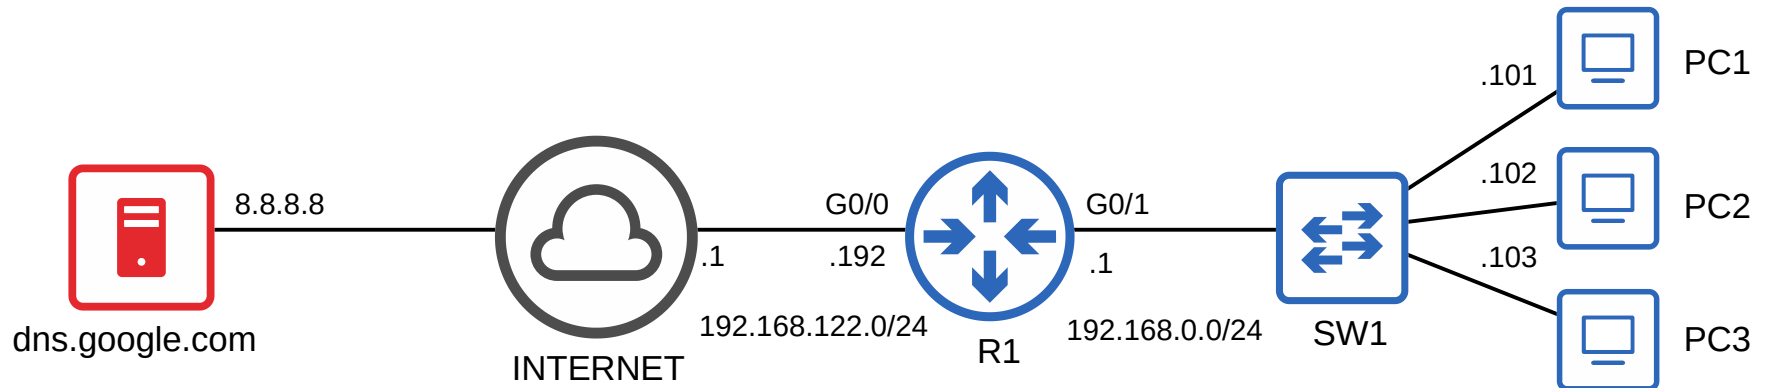 8.8.8.8
dns.google.com
INTERNET
.1
G0/0
.192
192.168.122.0/24
R1
G0/1
.1
192.168.0.0/24
SW1
.101
PC1
.102
PC2
.103
PC3